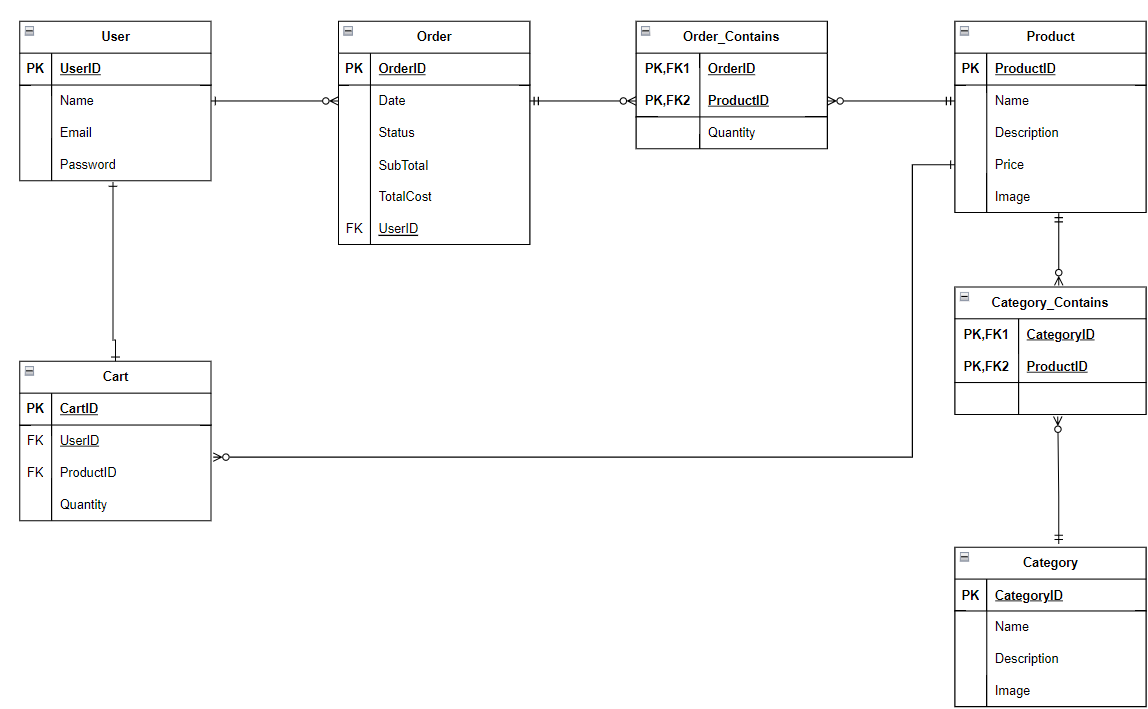 User
PK UserID
Name
Email
Password
Order
PK OrderID
Date
Status
SubTotal
TotalCost
FK UserID
Order_Contains
PK,FK1 OrderID
PK,FK2 ProductID
Quantity
Product
PK ProductID
Name
Description
Price
Image
Cart
PK CartID
FK UserID
FK ProductID
Quantity
Category_Contains
PK,FK1 CategoryID
PK,FK2 ProductID
Category
PK CategoryID
Name
Description
Image